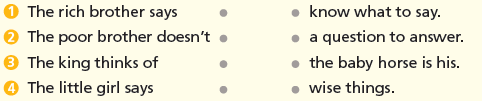 1 The rich brother says know what to say.
2 The poor brother doesn't a question to answer.
3 The king thinks of the baby horse is his.
4 The little girl says wise things.